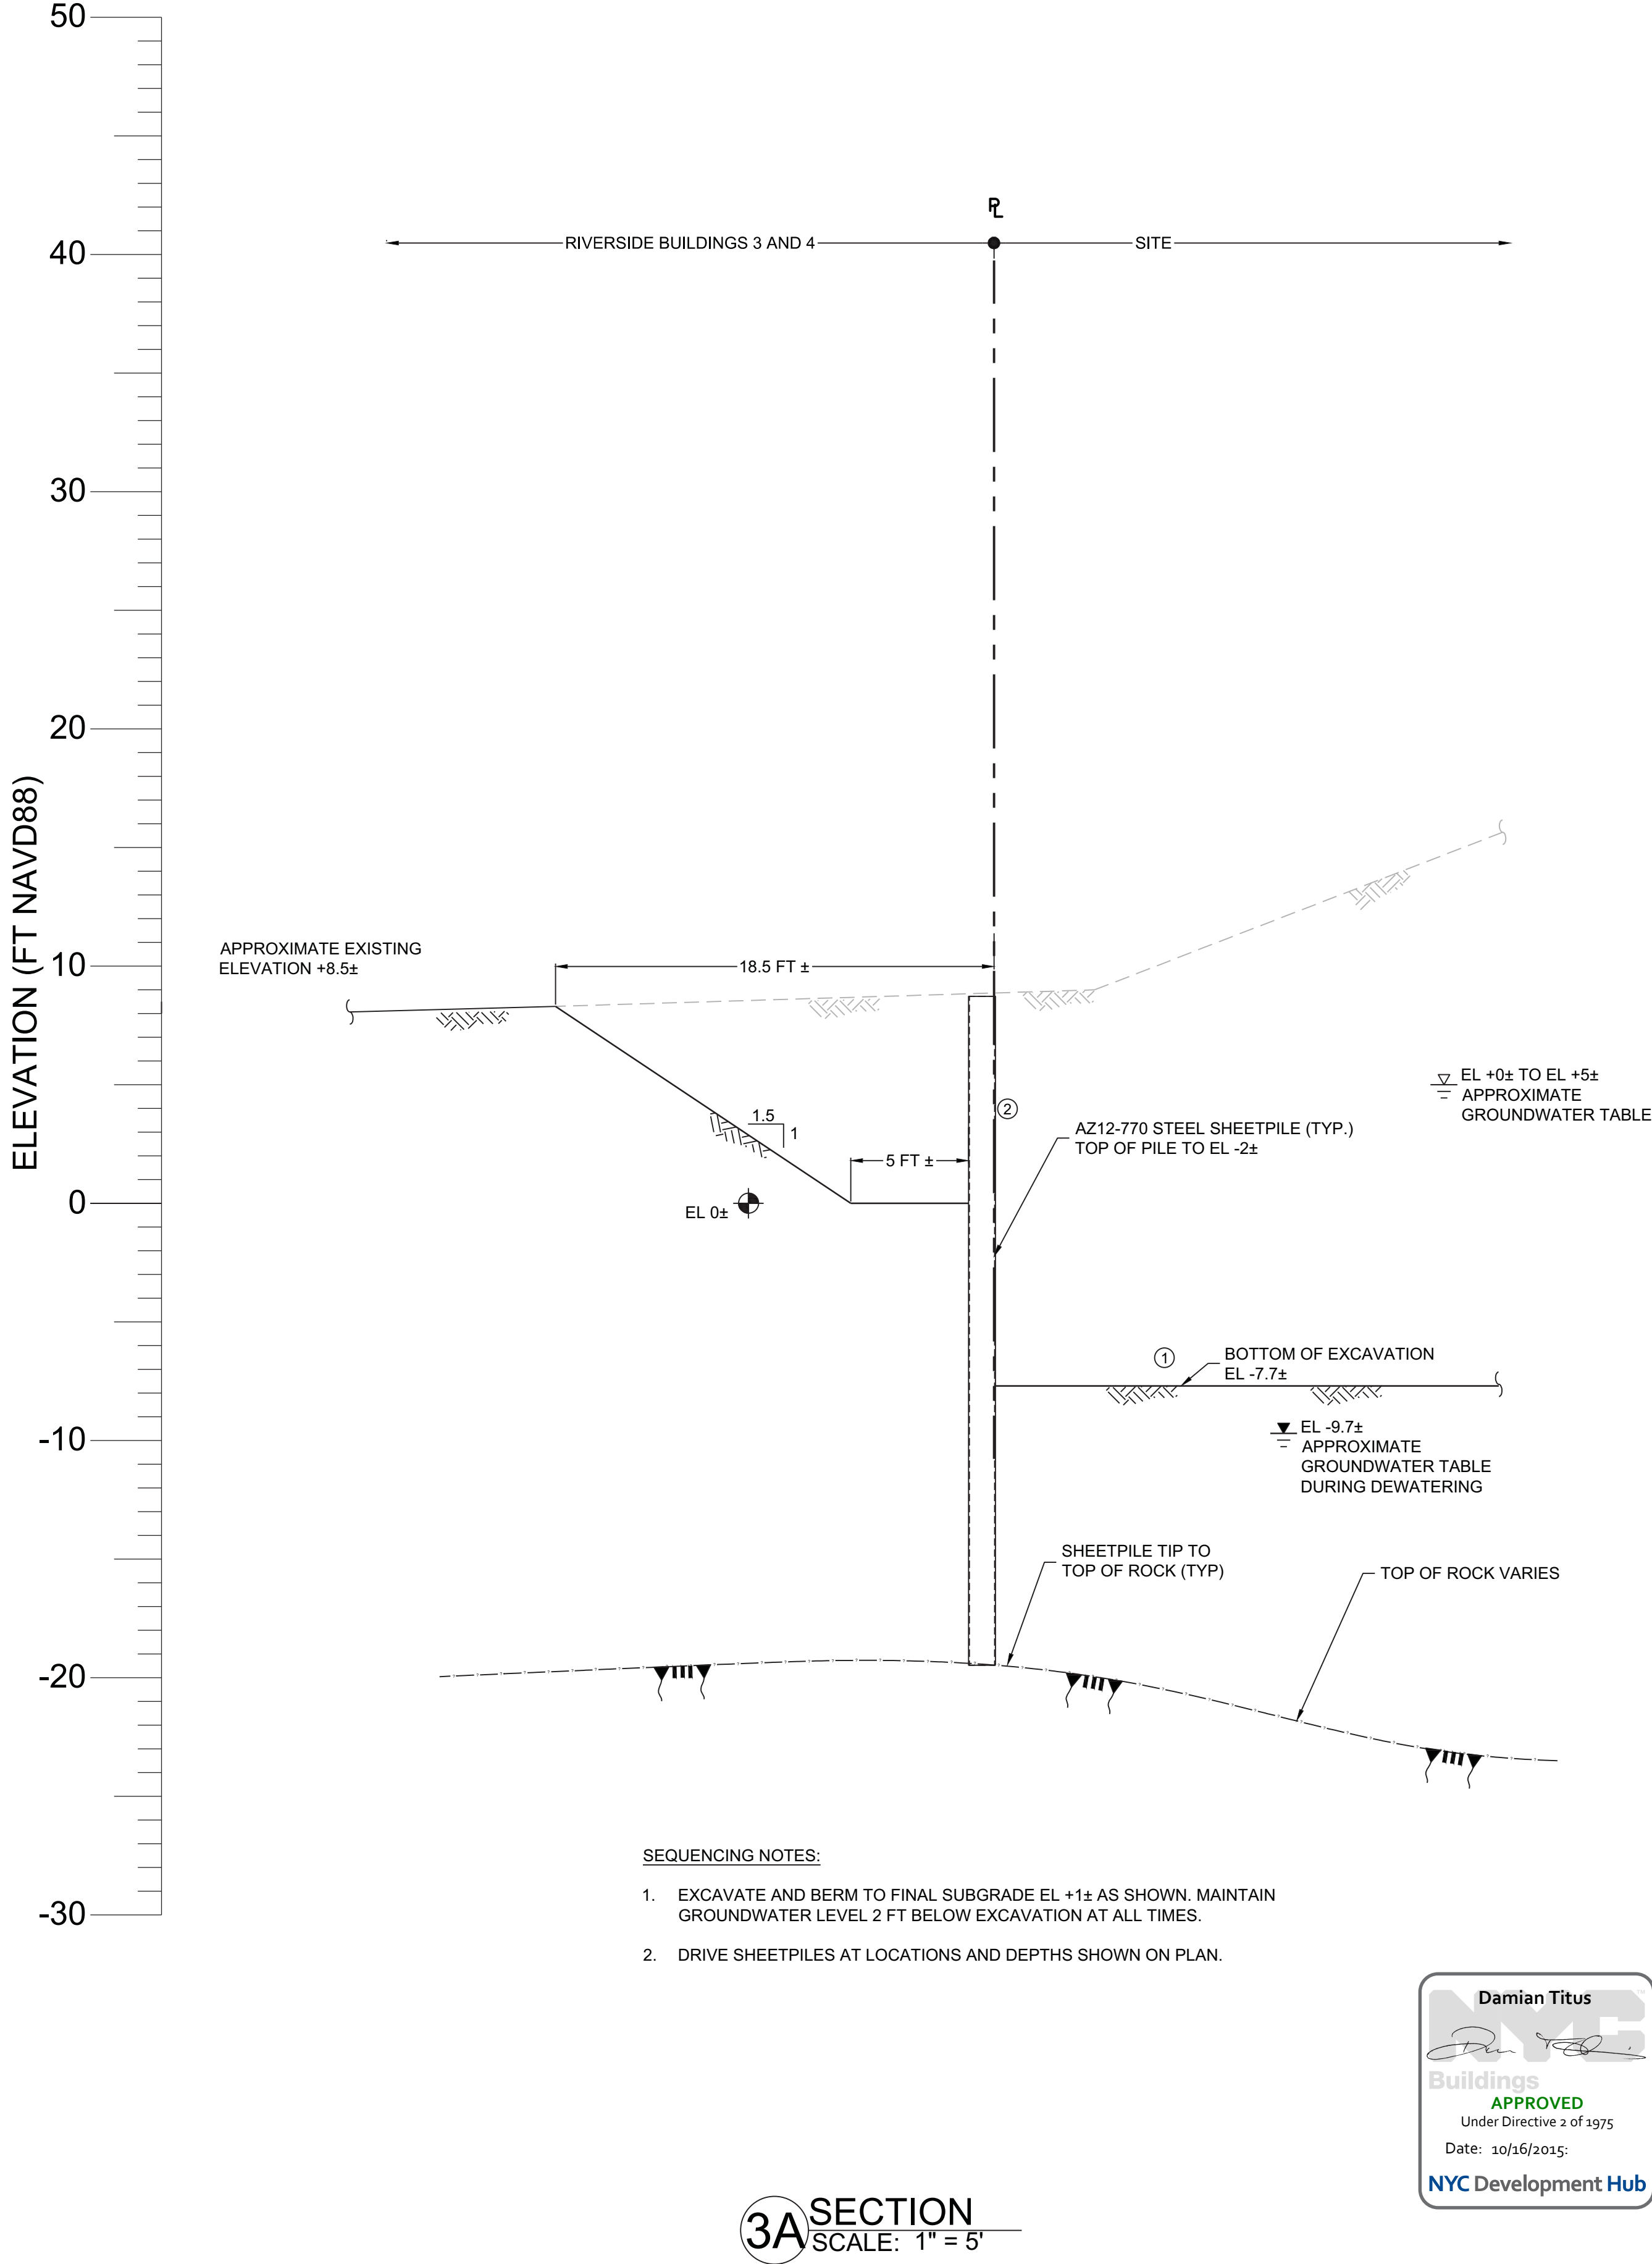 50
40
30
20
10
0
-10
-20
-30
ELEVATION (FT NAVD88)
PL
RIVERSIDE BUILDINGS 3 AND 4
SITE
APPROXIMATE EXISTING
ELEVATION +8.5±
18.5 FT ±
1.5
1
5 FT ±
EL 0±
2
AZ12-770 STEEL SHEETPILE (TYP.)
TOP OF PILE TO EL -2±
EL +0± TO EL +5±
APPROXIMATE
GROUNDWATER TABLE
1
BOTTOM OF EXCAVATION
EL -7.7±
EL -9.7±
APPROXIMATE
GROUNDWATER TABLE
DURING DEWATERING
SHEETPILE TIP TO
TOP OF ROCK (TYP)
TOP OF ROCK VARIES
SEQUENCING NOTES:
1. EXCAVATE AND BERM TO FINAL SUBGRADE EL +1± AS SHOWN. MAINTAIN
GROUNDWATER LEVEL 2 FT BELOW EXCAVATION AT ALL TIMES.
2. DRIVE SHEETPILES AT LOCATIONS AND DEPTHS SHOWN ON PLAN.
Damian Titus
NYC
Buildings
APPROVED
Under Directive 2 of 1975
Date: 10/16/2015:
NYC Development Hub
3A SECTION
SCALE: 1" = 5'